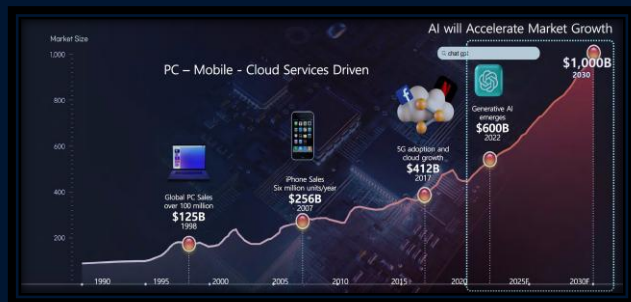 AI will Accelerate Market Growth
Market Size
1,000
800
600
400
200
PC – Mobile - Cloud Services Driven
chat gpt
$1,000B
2030
Generative AI
emerges
$600B
2022
5G adoption and
cloud growth
$412B
2017
iPhone Sales
Six million units/year
$256B
2007
Global PC Sales
over 100 million
$125B
1998
1990
1995
2000
2005
2010
2015
2020
2025F
2030F